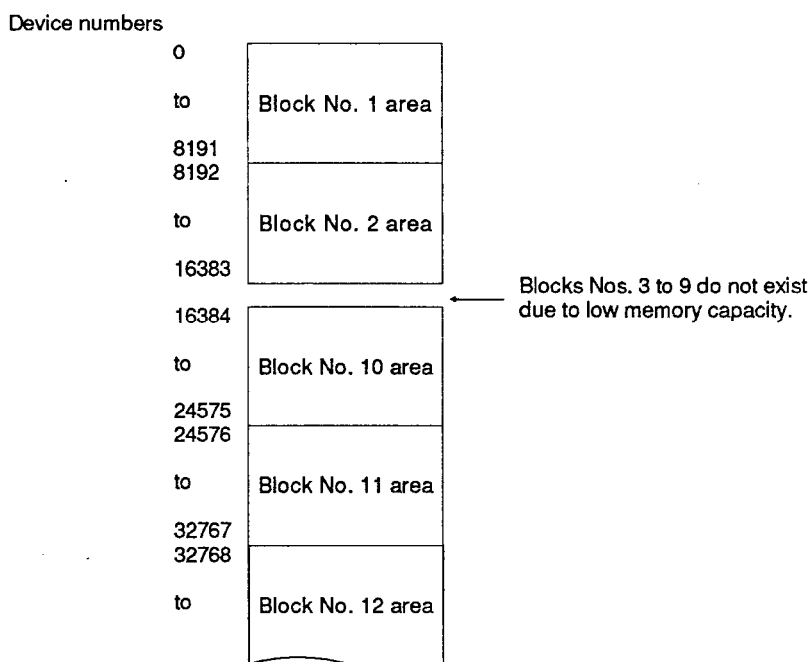 Device numbers
0
to
8191
Block No. 1 area
8192
to
16383
Block No. 2 area
Blocks Nos. 3 to 9 do not exist
due to low memory capacity.
16384
to
24575
Block No. 10 area
24576
to
32767
Block No. 11 area
32768
to
Block No. 12 area